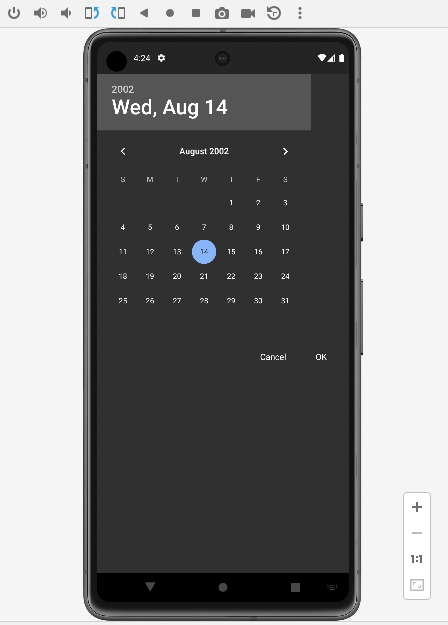 4:24
2002
Wed, Aug 14
August 2002
S M T W T F S
1 2 3
4 5 6 7 8 9 10
11 12 13 14 15 16 17
18 19 20 21 22 23 24
25 26 27 28 29 30 31
Cancel OK
1:1